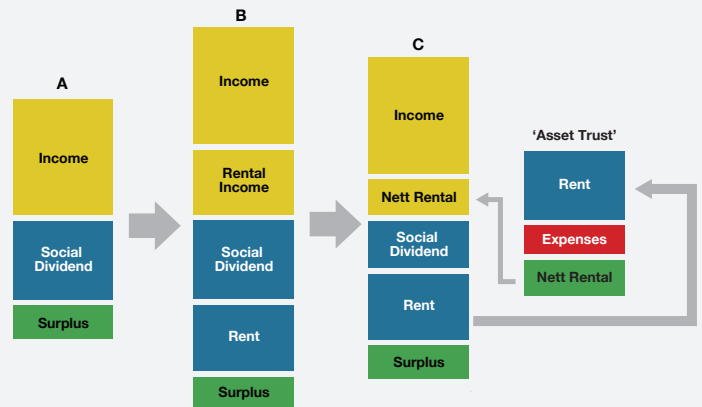 A
Income
Social
Dividend
Surplus
B
Income
Rental
Income
Social
Dividend
Rent
Surplus
C
Income
Nett Rental
Social
Dividend
Rent
Surplus
'Asset Trust'
Rent
Expenses
Nett Rental